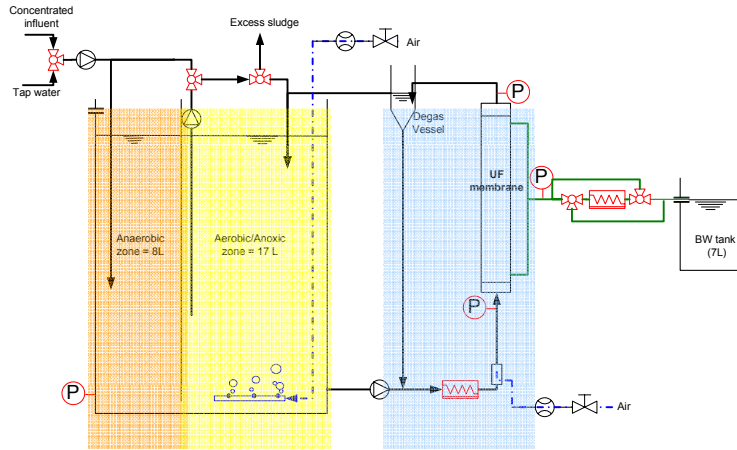 Concentrated
influent
Tap water
Excess sludge
Air
P
Degas
Vessel
UF
membrane
P
Anaerobic
zone = 8L
Aerobic/Anoxic
zone = 17 L
BW tank
(7L)
P
P
Air